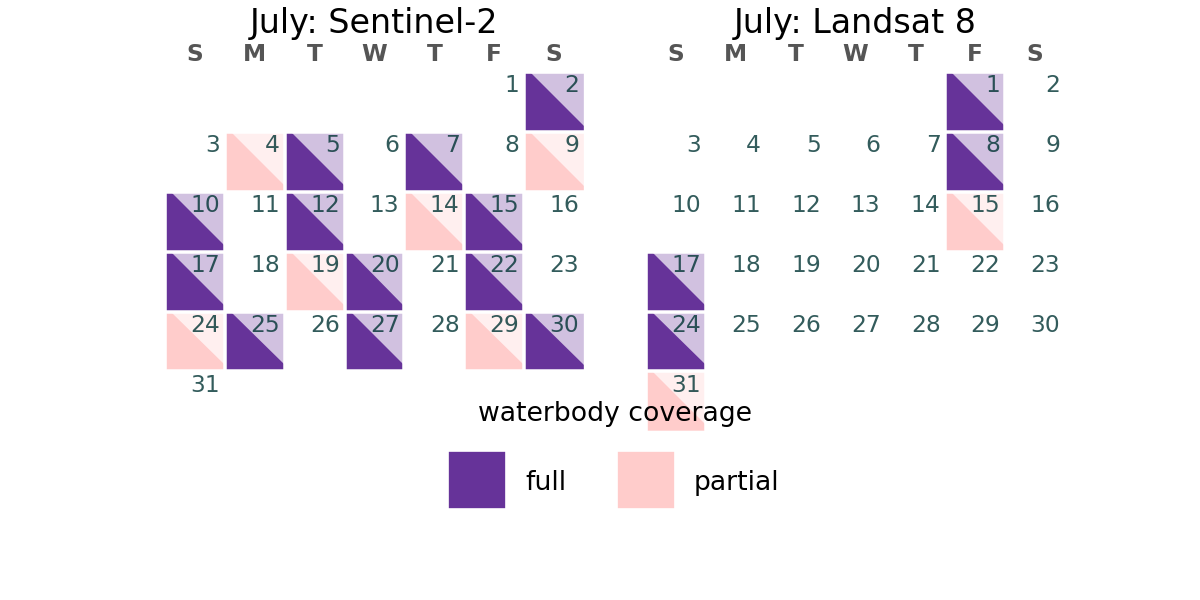 July: Sentinel-2
S M T W T F S
1 2
3 4 5 6 7 8 9
10 11 12 13 14 15 16
17 18 19 20 21 22 23
24 25 26 27 28 29 30
31
July: Landsat 8
S M T W T F S
1 2
3 4 5 6 7 8 9
10 11 12 13 14 15 16
17 18 19 20 21 22 23
24 25 26 27 28 29 30
31
waterbody coverage
full partial